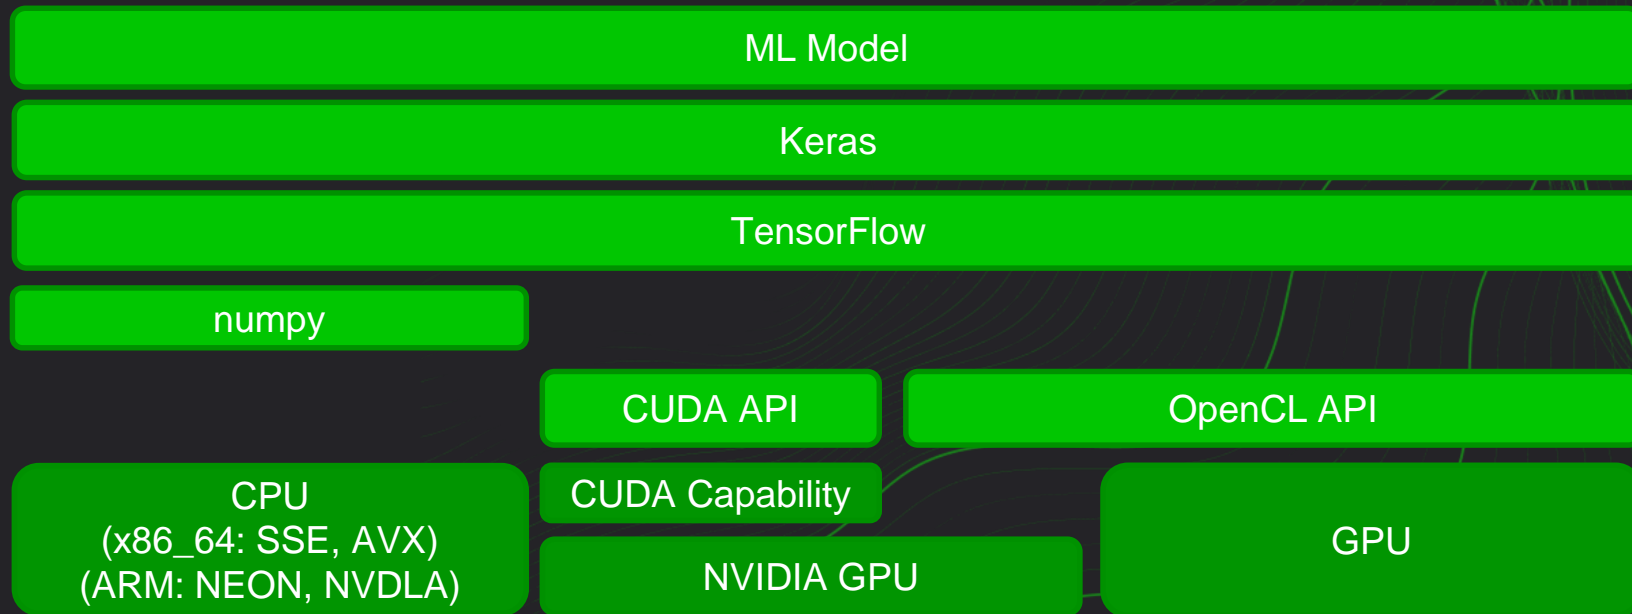 ML Model
Keras
TensorFlow
numpy
CUDA API
OpenCL API
CPU
(x86_64: SSE, AVX)
(ARM: NEON, NVDLA)
CUDA Capability
NVIDIA GPU
GPU